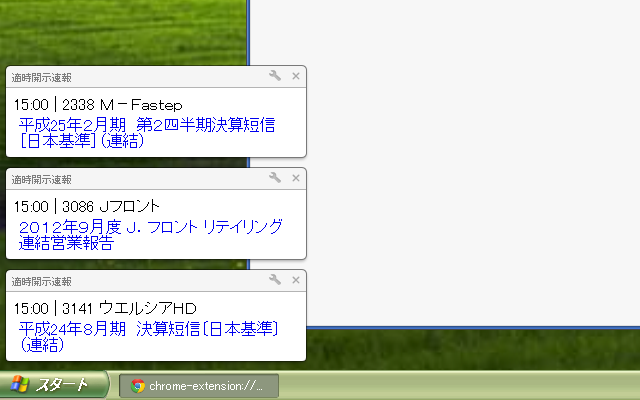 適時開示速報
15:00 | 2338 M－Fastep
平成25年２月期　第２四半期決算短信
［日本基準］（連結）
適時開示速報
15:00 | 3086 Jフロント
２０１２年９月度 Ｊ．フロント リテイリング
連結営業報告
適時開示速報
15:00 | 3141 ウエルシアHD
平成24年８月期　決算短信〔日本基準〕
（連結）
スタート
chrome-extension://...